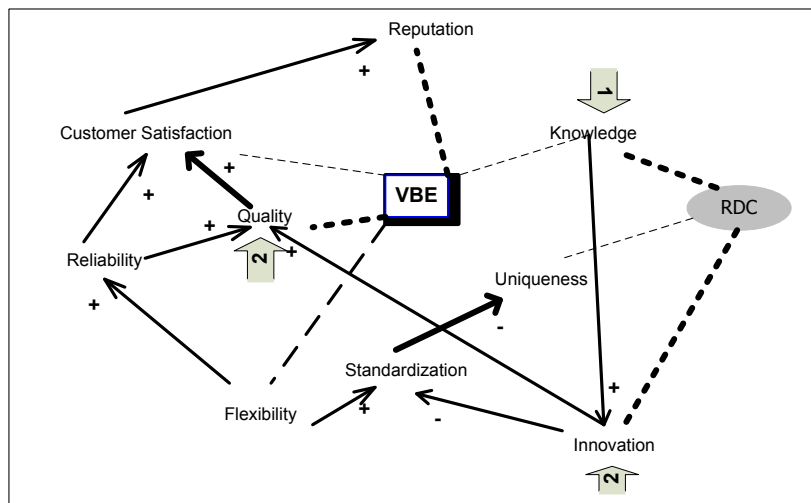 Reputation
+
1
Customer Satisfaction
Knowledge
+
+
VBE
RDC
Quality
+
+
Reliability
2
Uniqueness
+
-
Standardization
+
Flexibility
+
-
Innovation
2